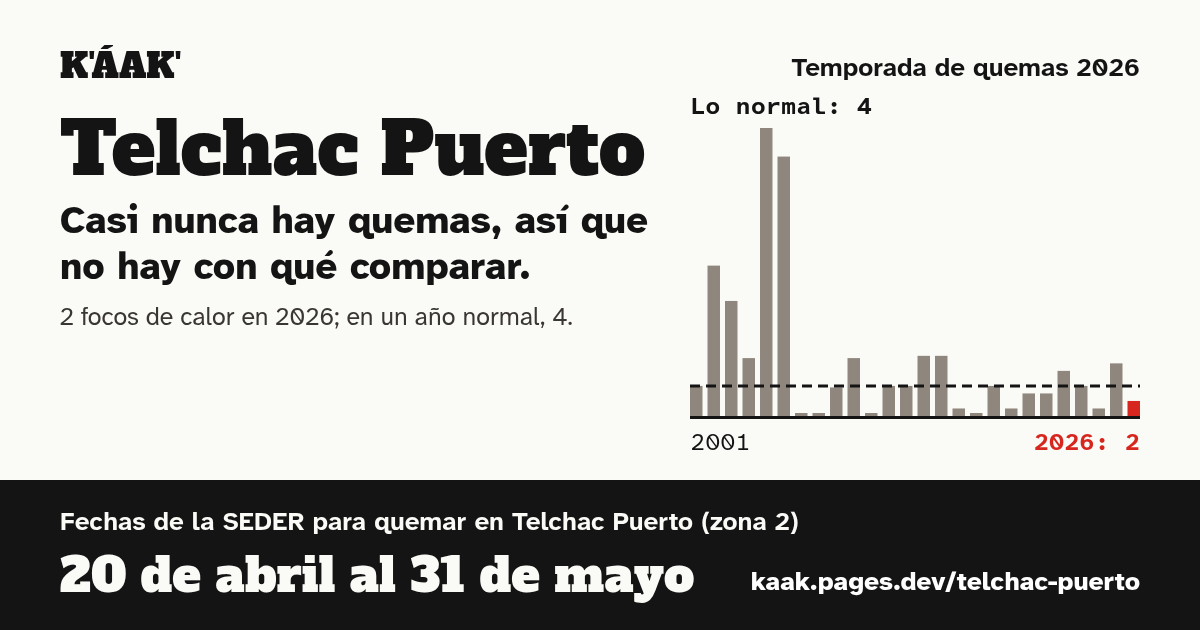 K'ÁAK'
Telchac Puerto
Casi nunca hay quemas, así que
no hay con qué comparar.
2 focos de calor en 2026; en un año normal, 4.
Temporada de quemas 2026
Lo normal: 4
2001
2026: 2
Fechas de la SEDER para quemar en Telchac Puerto (zona 2)
20 de abril al 31 de mayo
kaak.pages.dev/telchac-puerto